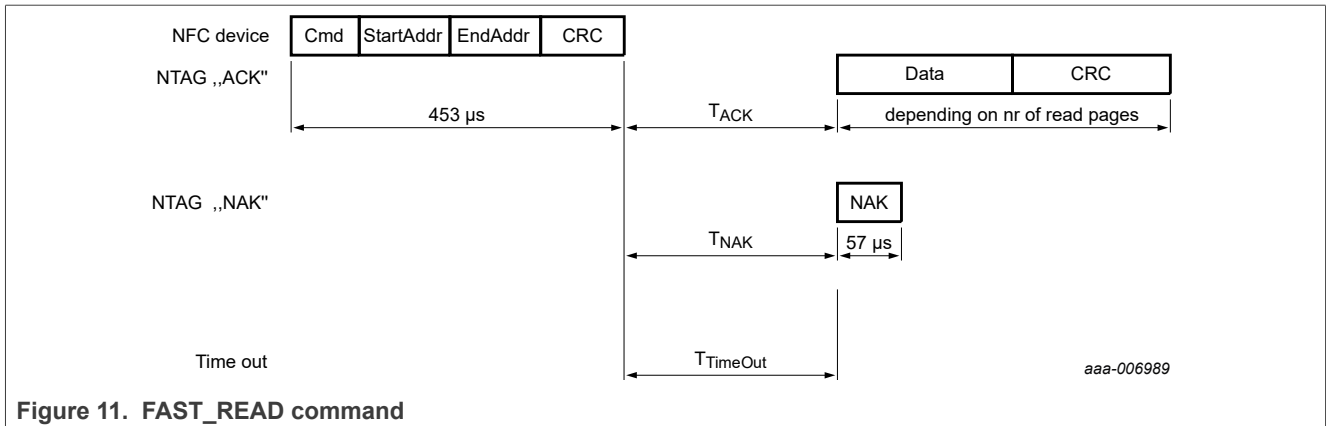 NFC device Cmd StartAddr EndAddr CRC
NTAG ,,ACK" Data CRC
453 µs TACK depending on nr of read pages
NTAG ,,NAK" NAK
TNAK 57 µs
Time out TTimeOut aaa-006989
Figure 11. FAST_READ command